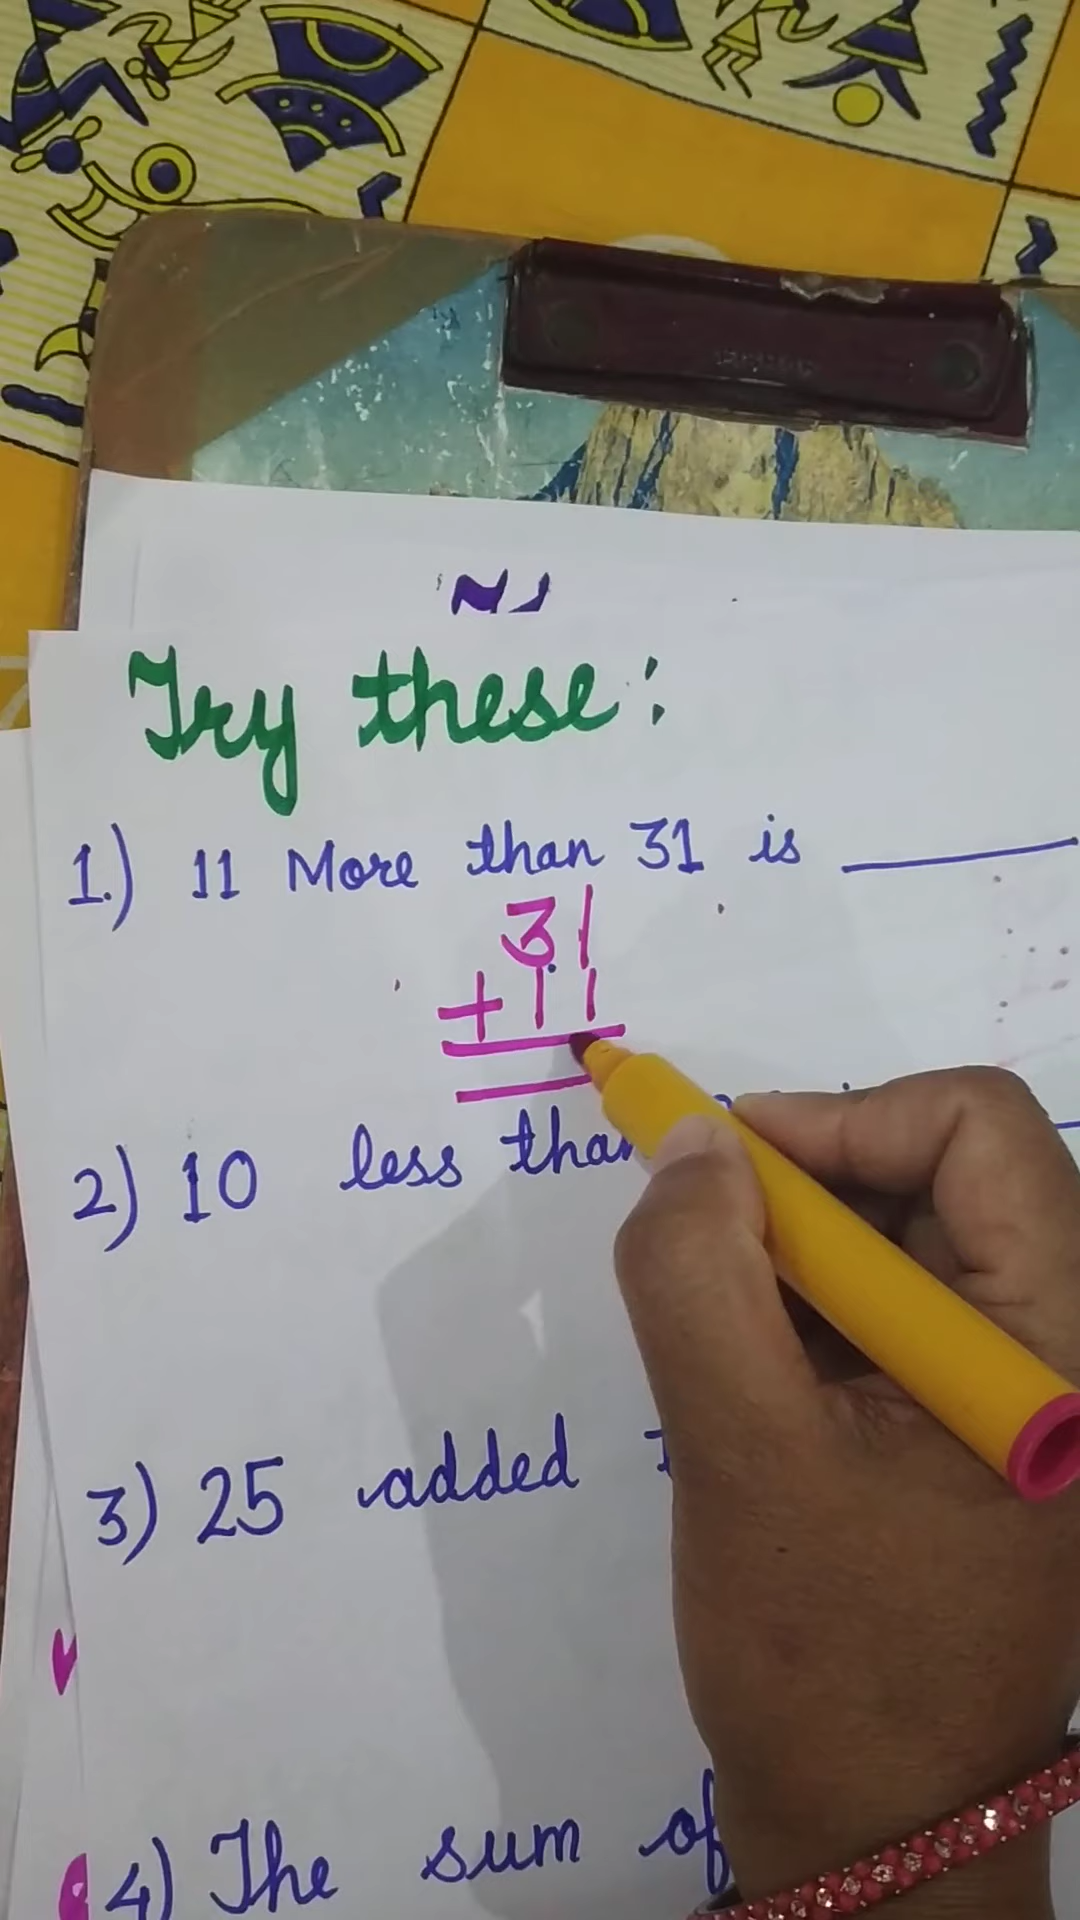 Try these:
1.) 11 More than 31 is
31
+ 11
2) 10 less than
3) 25 added
4) The sum of